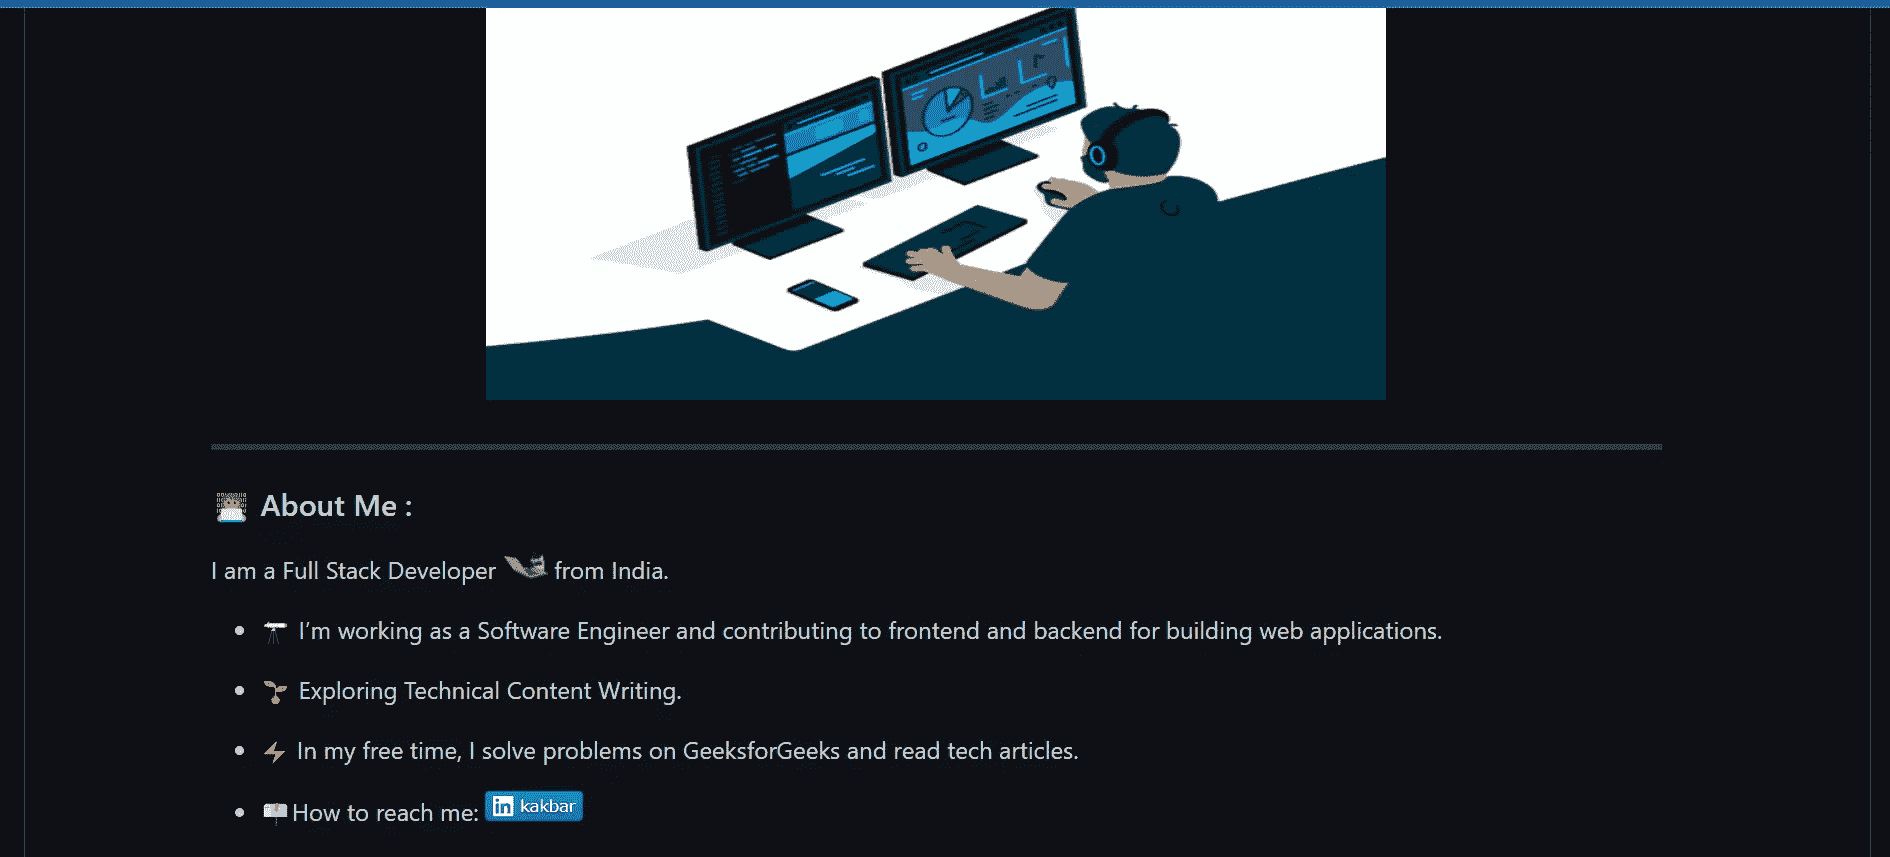 About Me :
I am a Full Stack Developer from India.
I’m working as a Software Engineer and contributing to frontend and backend for building web applications.
Exploring Technical Content Writing.
In my free time, I solve problems on GeeksforGeeks and read tech articles.
How to reach me: in kakbar